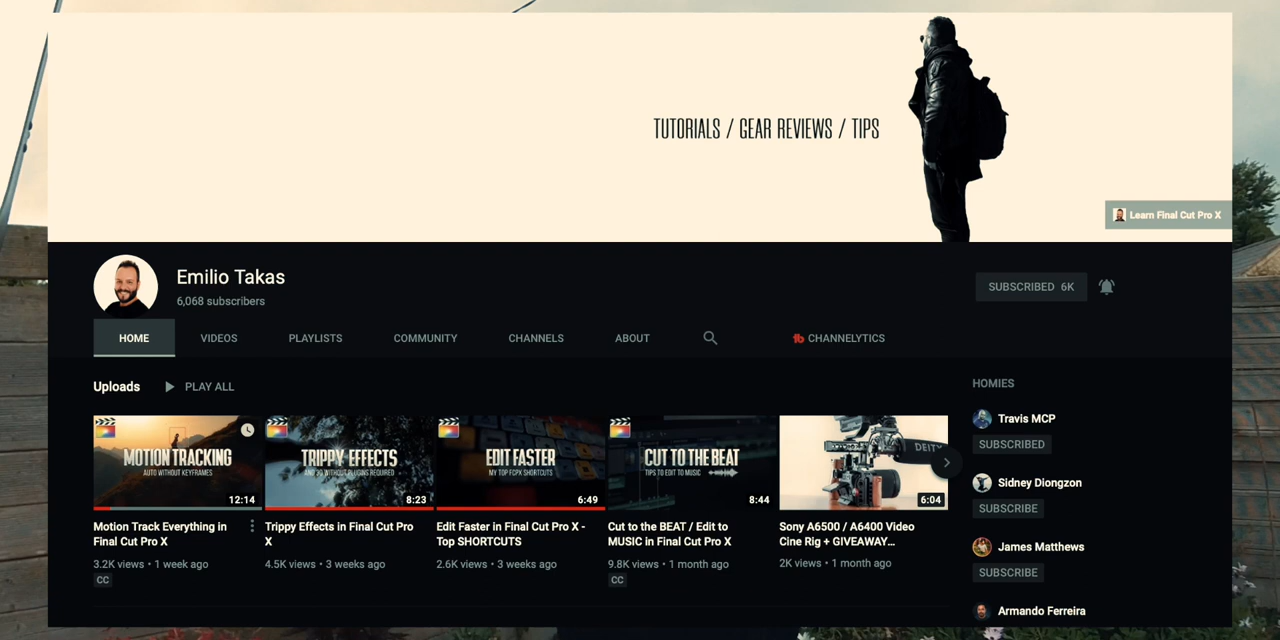 TUTORIALS / GEAR REVIEWS / TIPS
Learn Final Cut Pro X
Emilio Takas
6,068 subscribers
SUBSCRIBED 6K
HOME
VIDEOS
PLAYLISTS
COMMUNITY
CHANNELS
ABOUT
CHANNELYTICS
Uploads
PLAY ALL
MOTION TRACKING
AUTO WITHOUT KEYFRAMES
12:14
Motion Track Everything in
Final Cut Pro X
3.2K views • 1 week ago
CC
TRIPPY EFFECTS
AND 3D WITHOUT PLUGINS REQUIRED
8:23
Trippy Effects in Final Cut Pro
X
4.5K views • 3 weeks ago
EDIT FASTER
MY TOP FCPX SHORTCUTS
6:49
Edit Faster in Final Cut Pro X -
Top SHORTCUTS
2.6K views • 3 weeks ago
CUT TO THE BEAT
TIPS TO EDIT TO MUSIC
8:44
Cut to the BEAT / Edit to
MUSIC in Final Cut Pro X
9.8K views • 1 month ago
CC
DEITY
6:04
Sony A6500 / A6400 Video
Cine Rig + GIVEAWAY...
2K views • 1 month ago
HOMIES
Travis MCP
SUBSCRIBED
Sidney Diongzon
SUBSCRIBE
James Matthews
SUBSCRIBE
Armando Ferreira